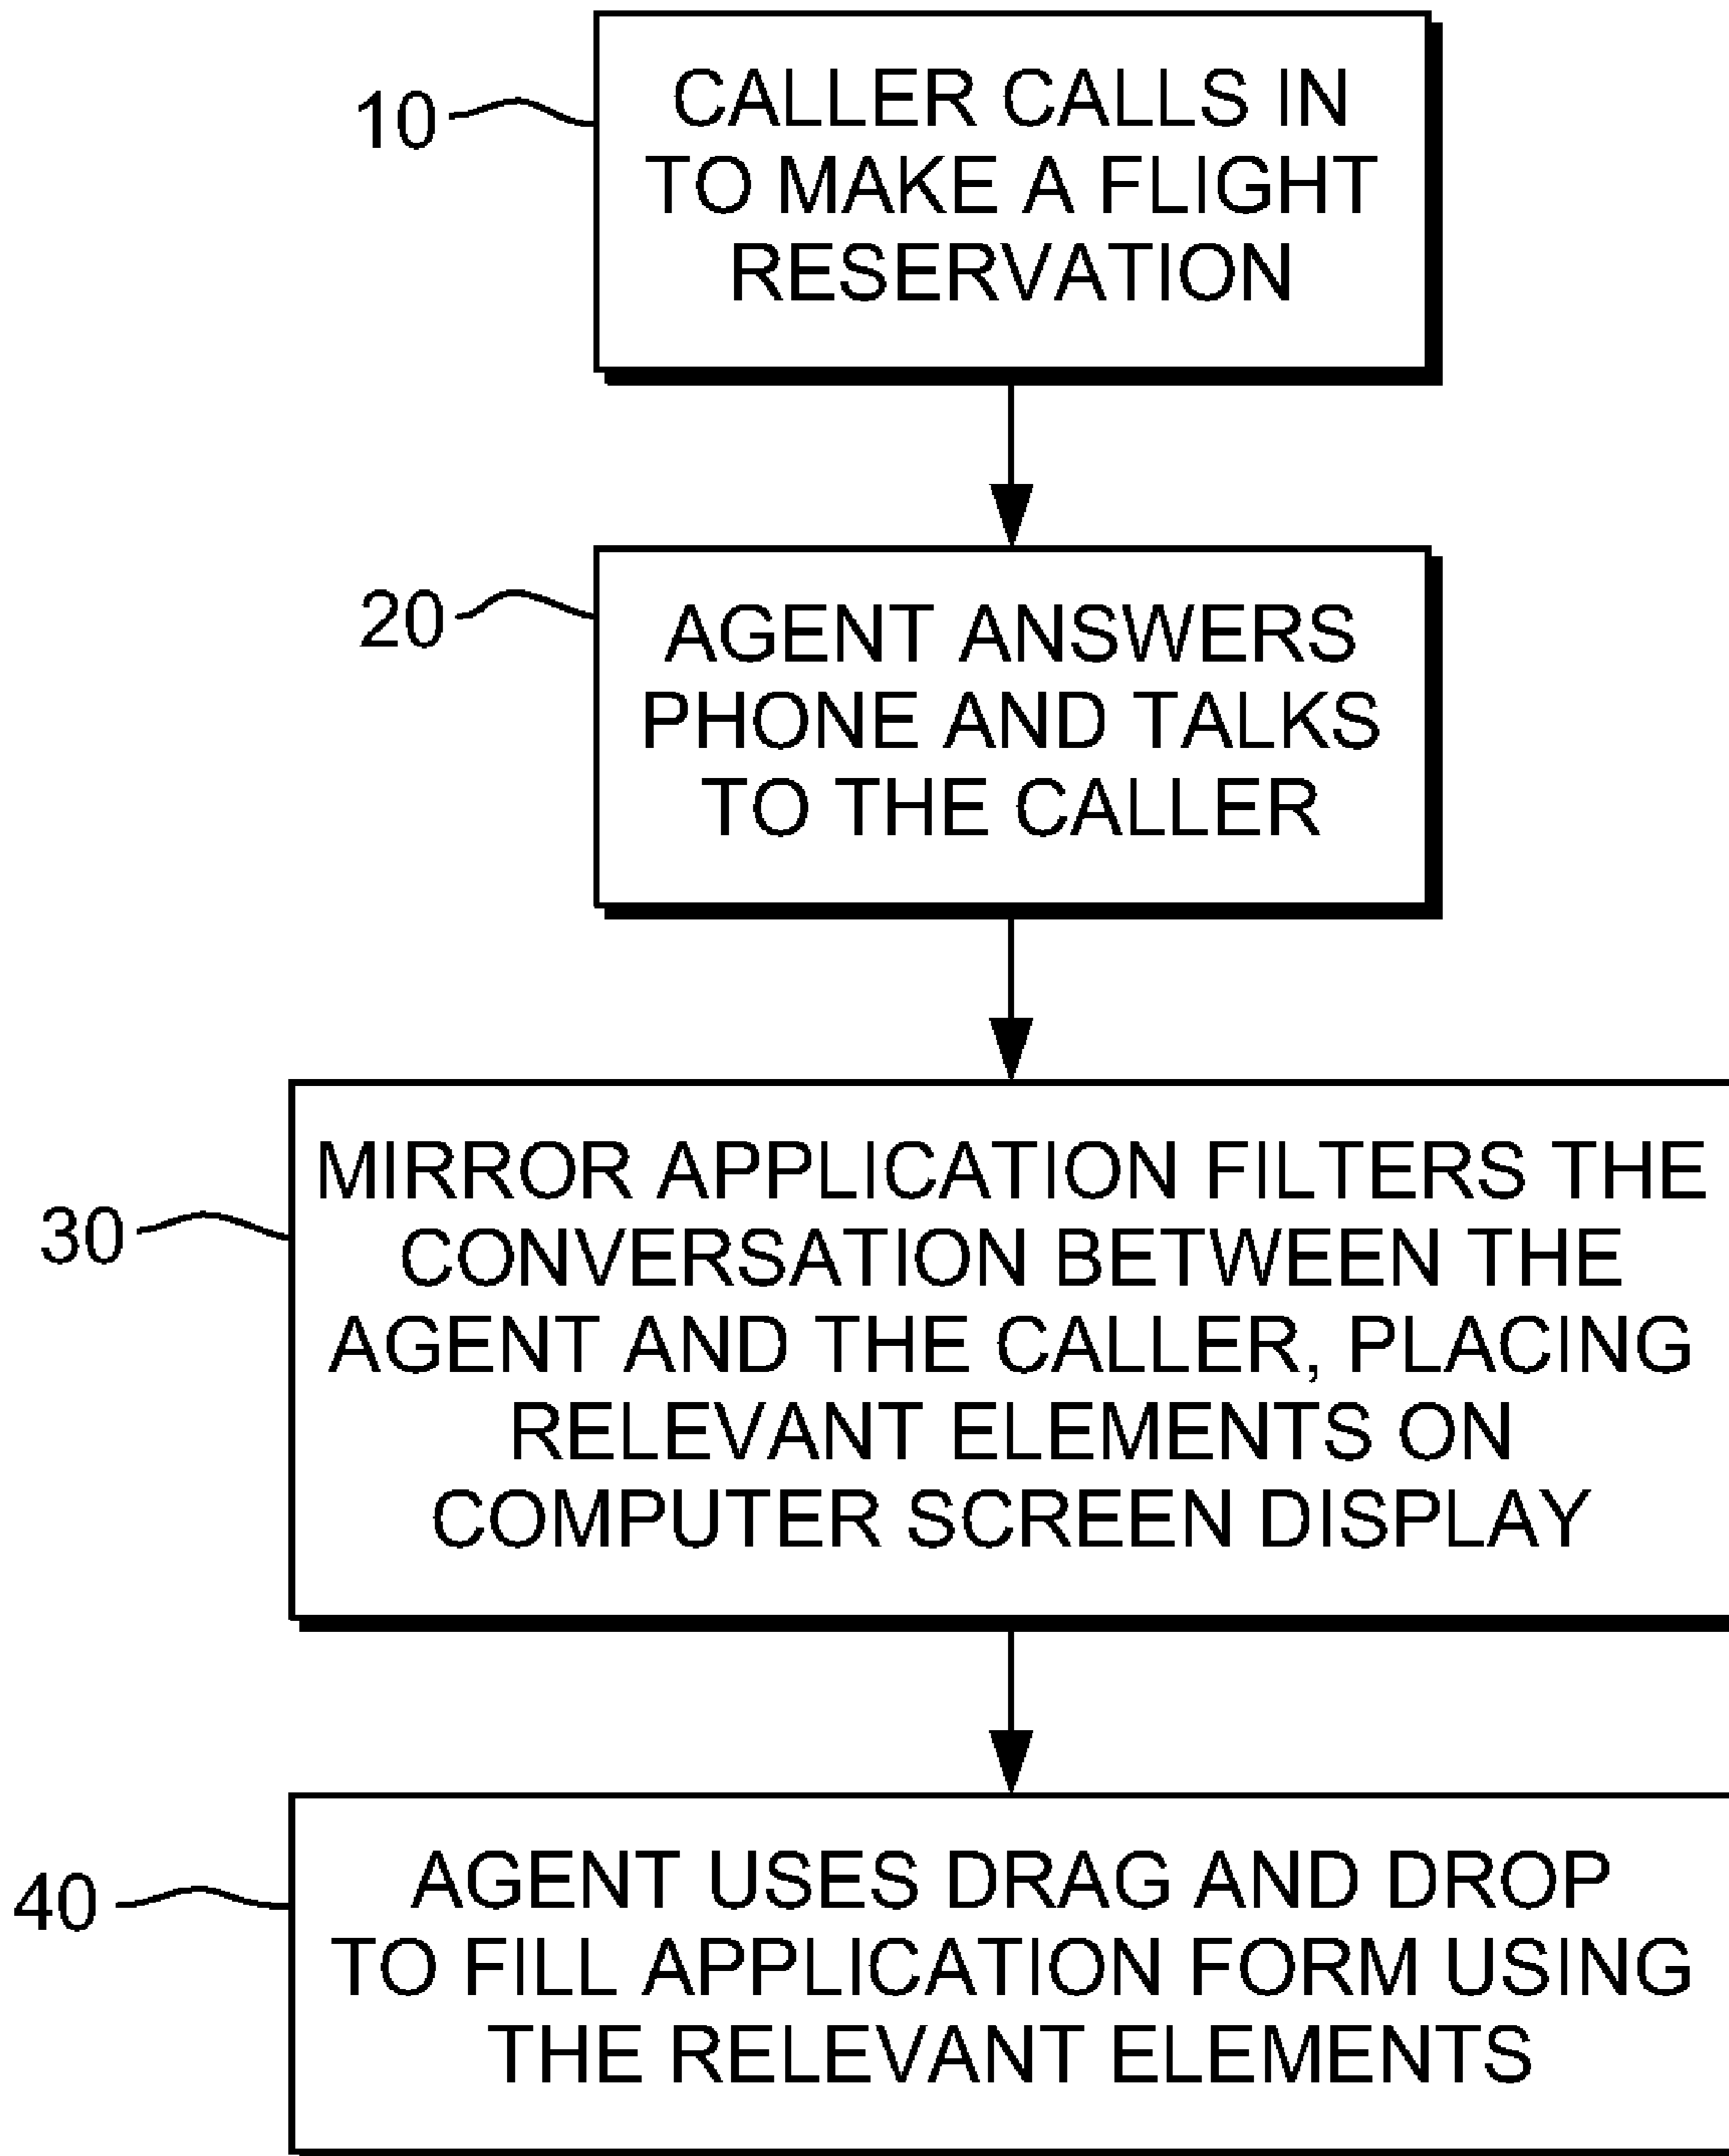 10
CALLER CALLS IN
TO MAKE A FLIGHT
RESERVATION
20
AGENT ANSWERS
PHONE AND TALKS
TO THE CALLER
30
MIRROR APPLICATION FILTERS THE
CONVERSATION BETWEEN THE
AGENT AND THE CALLER, PLACING
RELEVANT ELEMENTS ON
COMPUTER SCREEN DISPLAY
40
AGENT USES DRAG AND DROP
TO FILL APPLICATION FORM USING
THE RELEVANT ELEMENTS